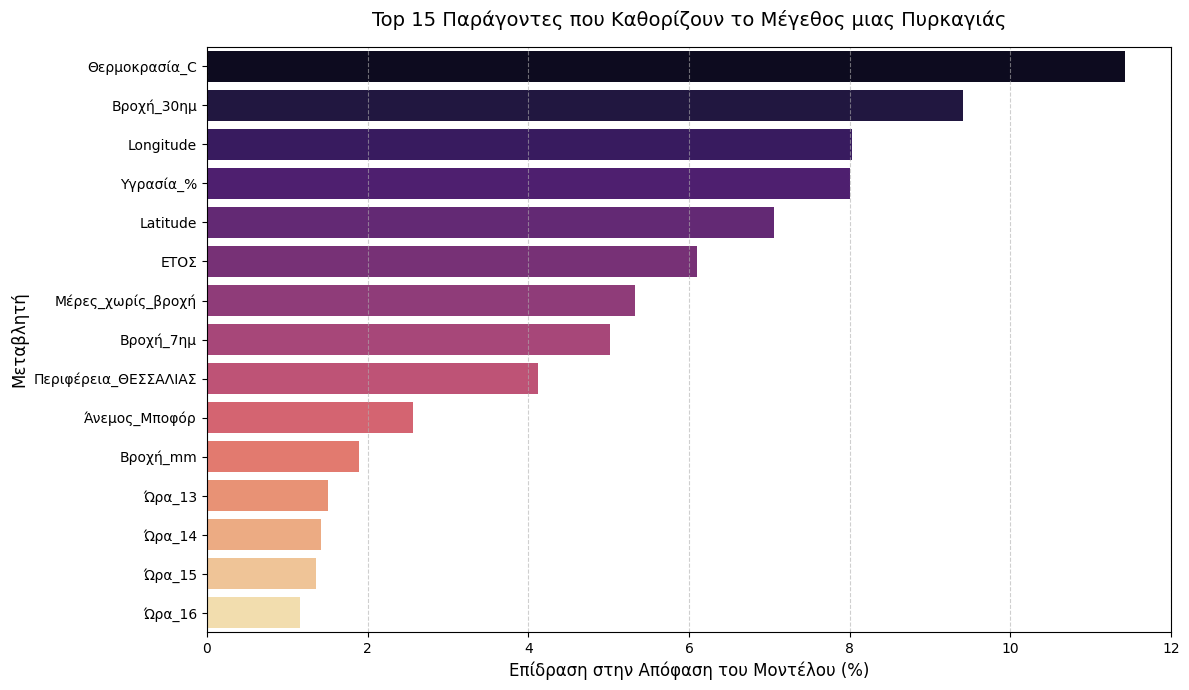 Top 15 Παράγοντες που Καθορίζουν το Μέγεθος μιας Πυρκαγιάς
Μεταβλητή
Θερμοκρασία_C
Βροχή_30ημ
Longitude
Υγρασία_%
Latitude
ΕΤΟΣ
Μέρες_χωρίς_βροχή
Βροχή_7ημ
Περιφέρεια_ΘΕΣΣΑΛΙΑΣ
Άνεμος_Μποφόρ
Βροχή_mm
Ώρα_13
Ώρα_14
Ώρα_15
Ώρα_16
0 2 4 6 8 10 12
Επίδραση στην Απόφαση του Μοντέλου (%)